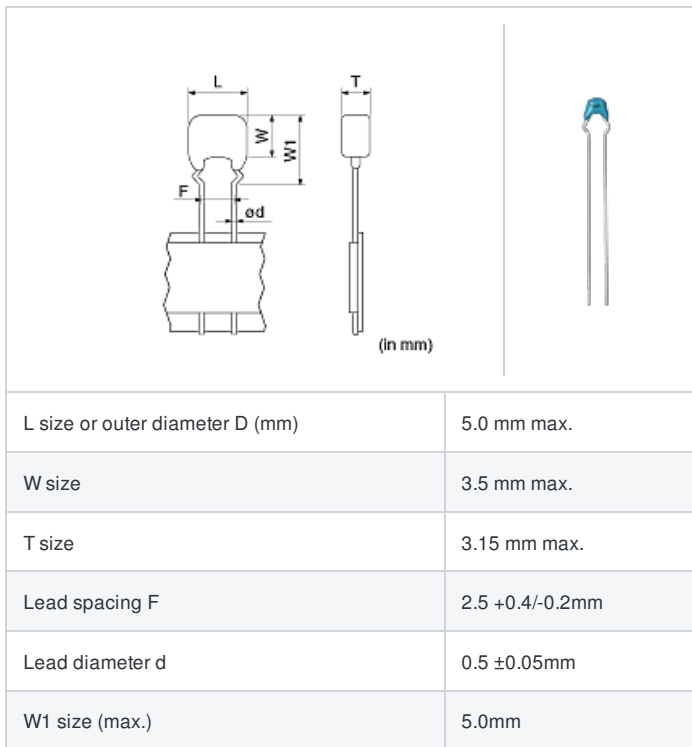 L
T
W
W1
F
ød
(in mm)
L size or outer diameter D (mm) 5.0 mm max.
W size 3.5 mm max.
T size 3.15 mm max.
Lead spacing F 2.5 +0.4/-0.2mm
Lead diameter d 0.5 ±0.05mm
W1 size (max.) 5.0mm